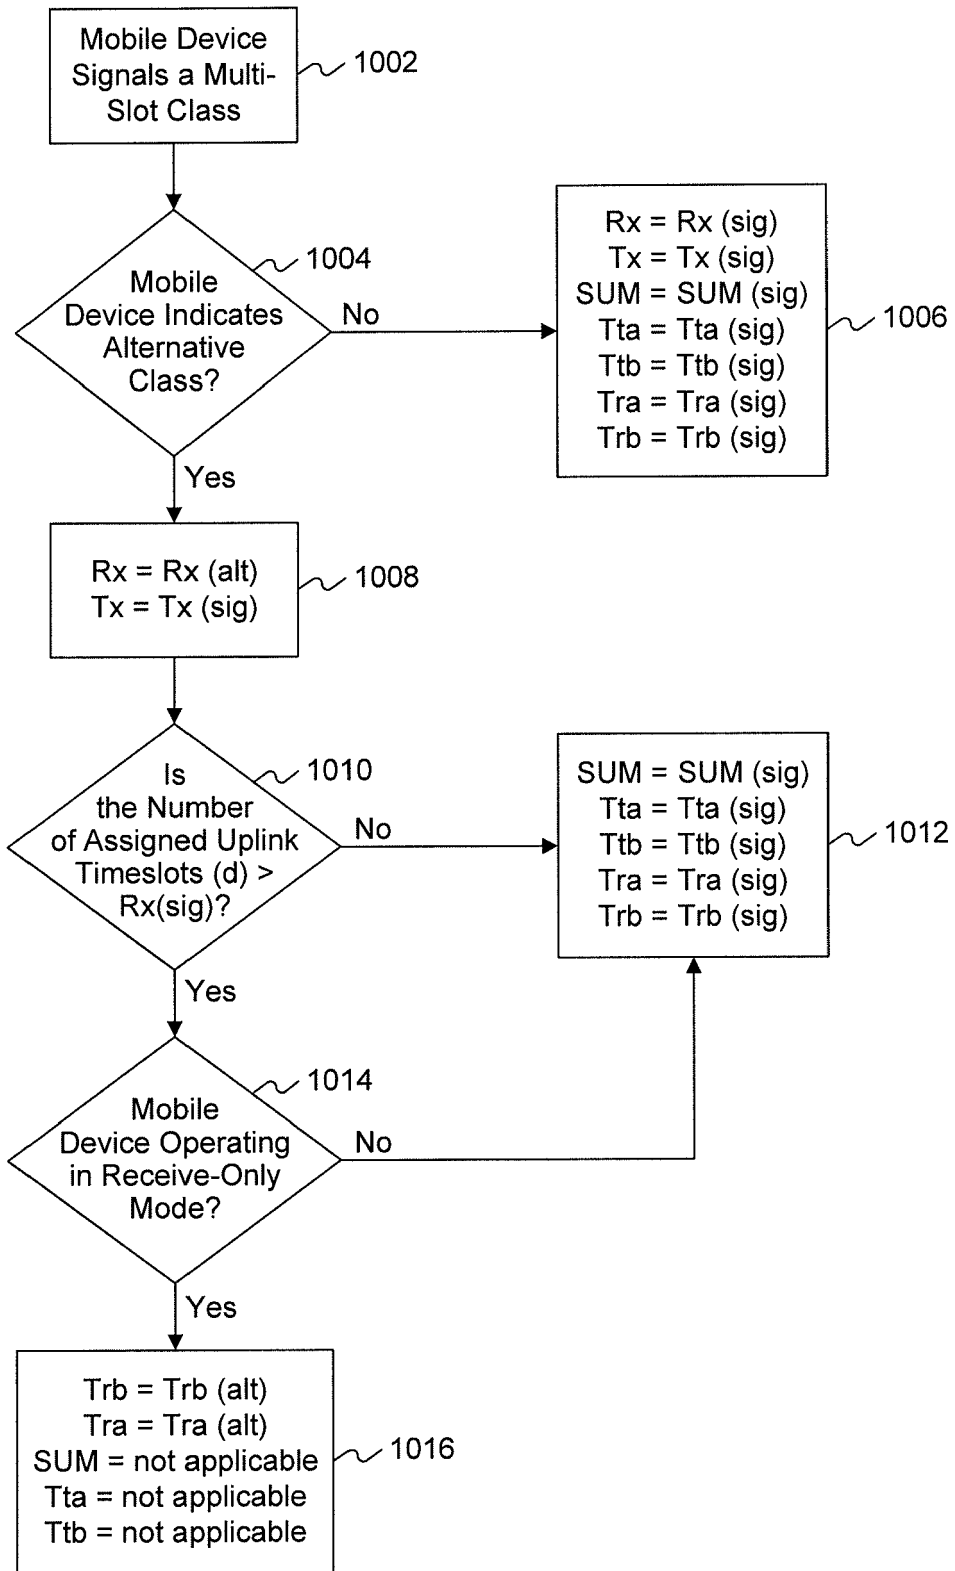 Mobile Device
Signals a Multi-
Slot Class
1002
Mobile
Device Indicates
Alternative
Class?
1004
No
Yes
Rx = Rx (sig)
Tx = Tx (sig)
SUM = SUM (sig)
Tta = Tta (sig)
Ttb = Ttb (sig)
Tra = Tra (sig)
Trb = Trb (sig)
1006
Rx = Rx (alt)
Tx = Tx (sig)
1008
Is
the Number
of Assigned Uplink
Timeslots (d) >
Rx(sig)?
1010
No
Yes
SUM = SUM (sig)
Tta = Tta (sig)
Ttb = Ttb (sig)
Tra = Tra (sig)
Trb = Trb (sig)
1012
Mobile
Device Operating
in Receive-Only
Mode?
1014
No
Yes
Trb = Trb (alt)
Tra = Tra (alt)
SUM = not applicable
Tta = not applicable
Ttb = not applicable
1016